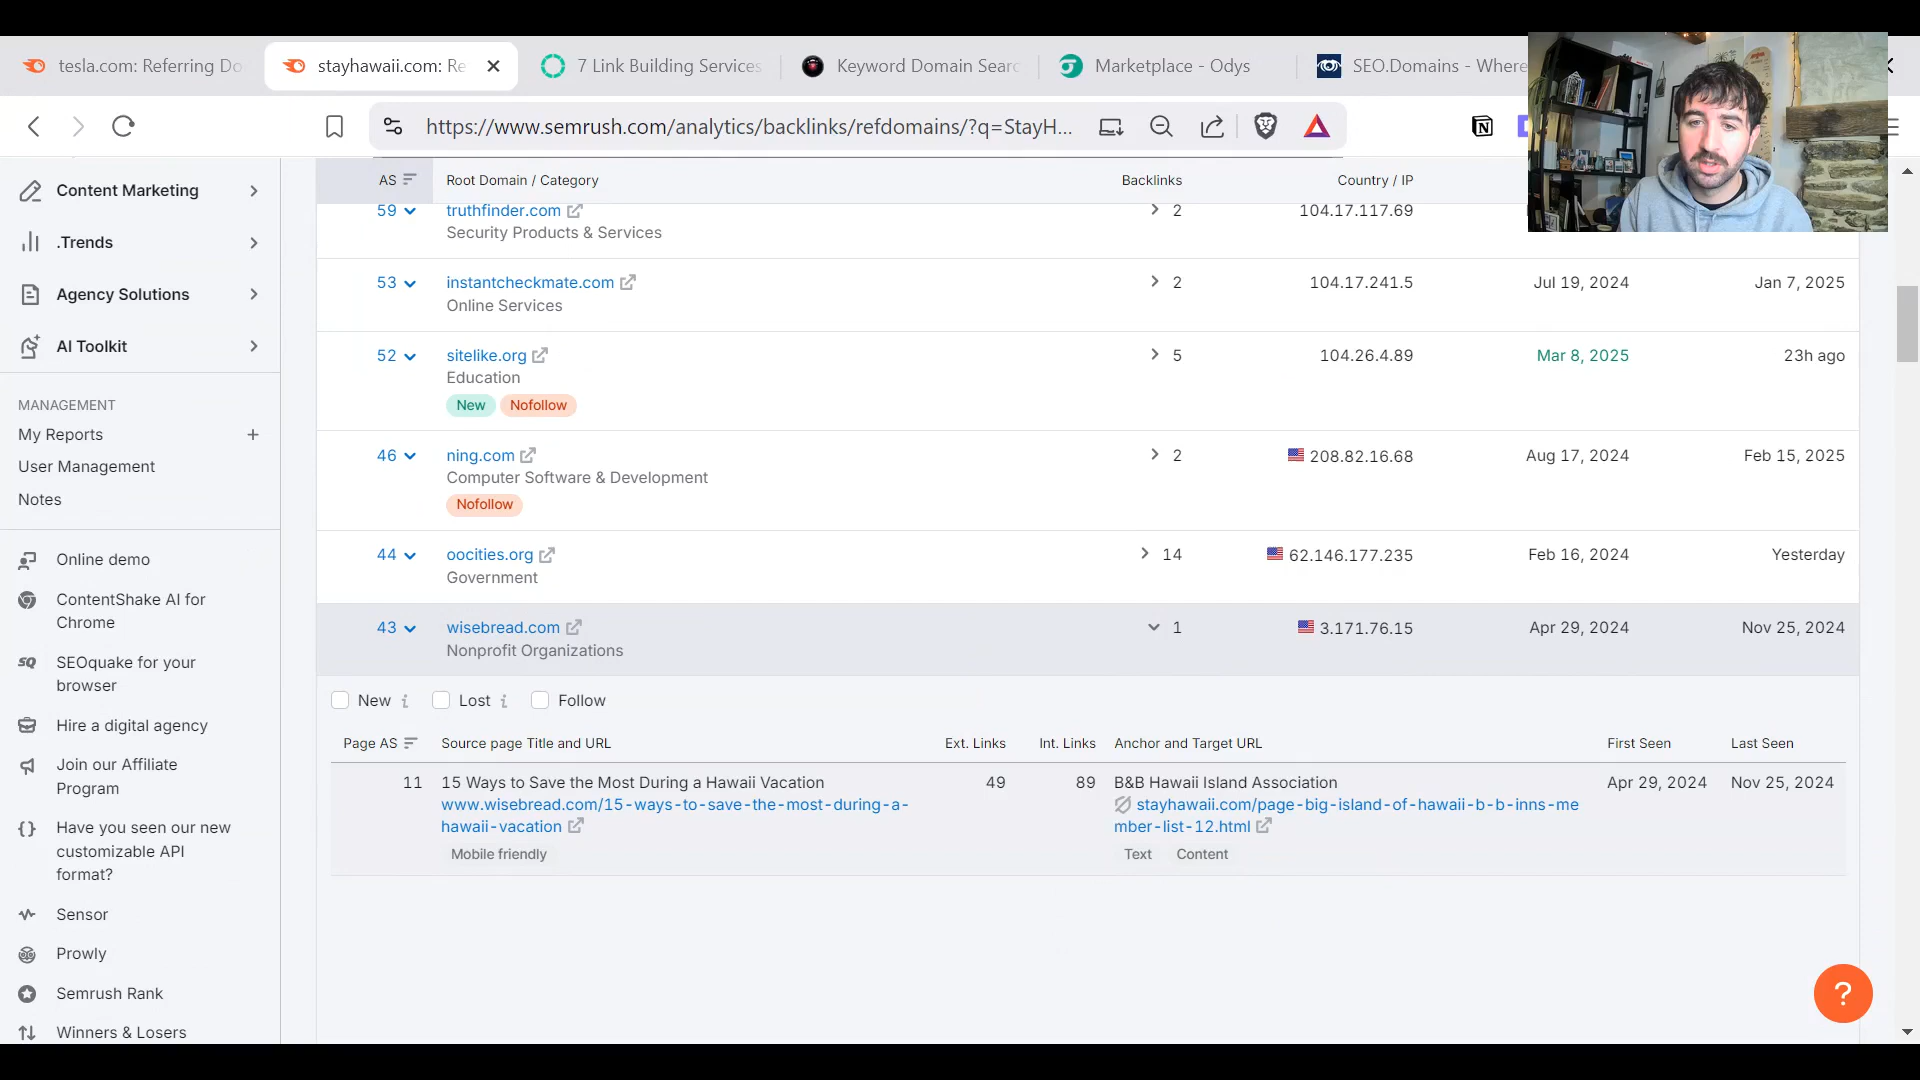 tesla.com: Referring Do
stayhawaii.com: Re
7 Link Building Services
Keyword Domain Searc
Marketplace - Odys
SEO.Domains - Where
https://www.semrush.com/analytics/backlinks/refdomains/?q=StayH...
Content Marketing
.Trends
Agency Solutions
AI Toolkit
MANAGEMENT
My Reports
User Management
Notes
Online demo
ContentShake AI for
Chrome
SEOquake for your
browser
Hire a digital agency
Join our Affiliate
Program
Have you seen our new
customizable API
format?
Sensor
Prowly
Semrush Rank
Winners & Losers
AS Root Domain / Category Backlinks Country / IP
59 truthfinder.com 2 104.17.117.69
Security Products & Services
53 instantcheckmate.com 2 104.17.241.5 Jul 19, 2024 Jan 7, 2025
Online Services
52 sitelike.org 5 104.26.4.89 Mar 8, 2025 23h ago
Education
New Nofollow
46 ning.com 2 208.82.16.68 Aug 17, 2024 Feb 15, 2025
Computer Software & Development
Nofollow
44 oocities.org 14 62.146.177.235 Feb 16, 2024 Yesterday
Government
43 wisebread.com 1 3.171.76.15 Apr 29, 2024 Nov 25, 2024
Nonprofit Organizations
New i Lost i Follow
Page AS Source page Title and URL Ext. Links Int. Links Anchor and Target URL First Seen Last Seen
11 15 Ways to Save the Most During a Hawaii Vacation 49 89 B&B Hawaii Island Association Apr 29, 2024 Nov 25, 2024
www.wisebread.com/15-ways-to-save-the-most-during-a- stayhawaii.com/page-big-island-of-hawaii-b-b-inns-me
hawaii-vacation mber-list-12.html
Mobile friendly Text Content
?